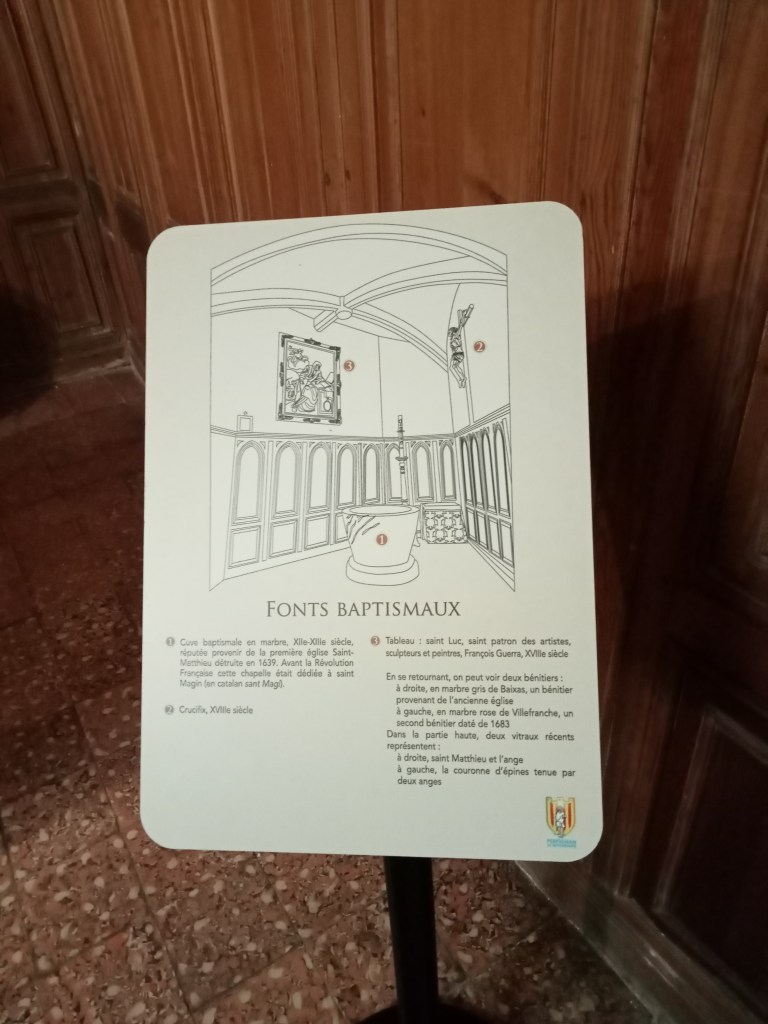 3
2
1
FONTS BAPTISMAUX
1 Cuve baptismale en marbre, XIIe-XIIIe siècle,
réputée provenir de la première église Saint-
Matthieu détruite en 1639. Avant la Révolution
Française cette chapelle était dédiée à saint
Magin (en catalan sant Magí).
2 Crucifix, XVIIIe siècle
3 Tableau : saint Luc, saint patron des artistes,
sculpteurs et peintres, François Guerra, XVIIIe siècle
En se retournant, on peut voir deux bénitiers :
à droite, en marbre gris de Baixas, un bénitier
provenant de l'ancienne église
à gauche, en marbre rose de Villefranche, un
second bénitier daté de 1683
Dans la partie haute, deux vitraux récents
représentent :
à droite, saint Matthieu et l'ange
à gauche, la couronne d'épines tenue par
deux anges